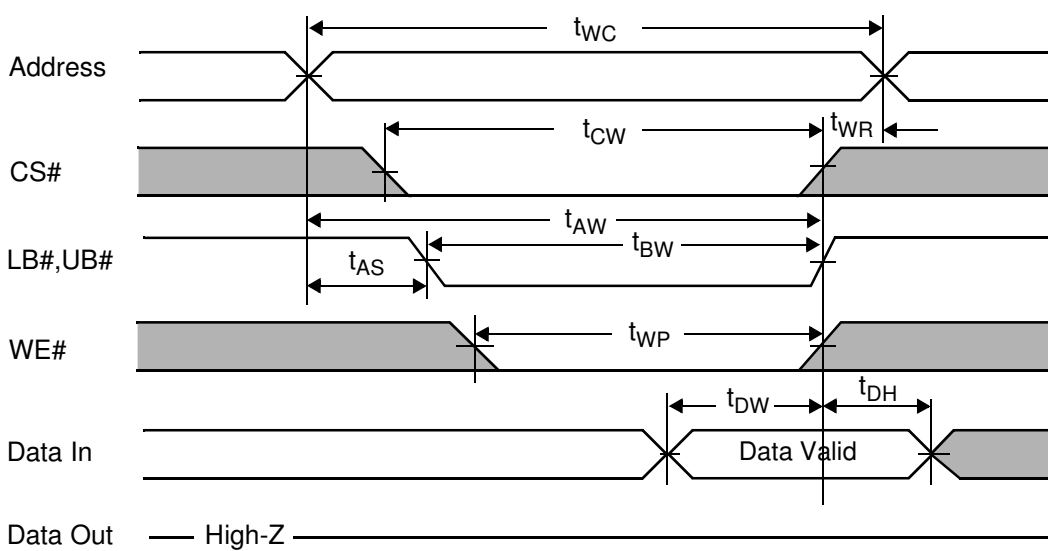 tWC
Address
tCW
tWR
CS#
tAW
tBW
LB#,UB#
tAS
tWP
WE#
tDW
tDH
Data In
Data Valid
Data Out
High-Z